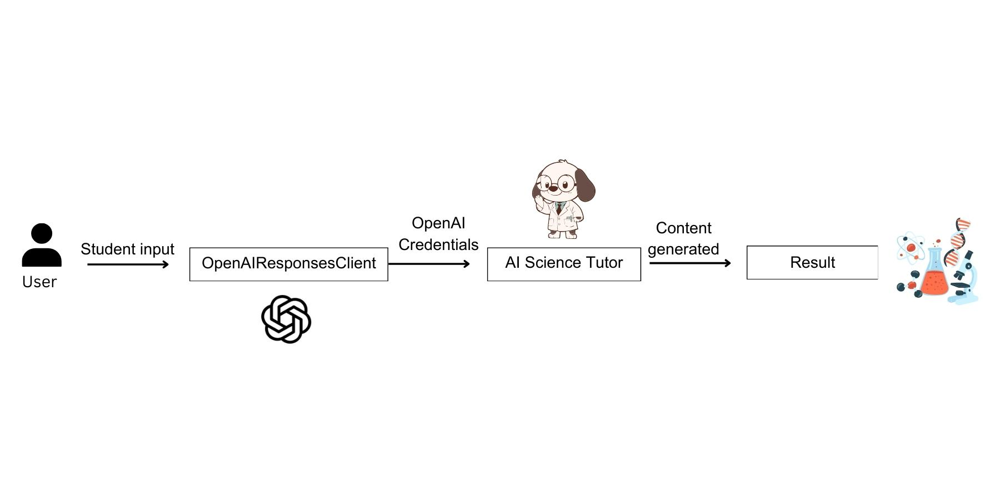 User
Student input
OpenAIResponsesClient
OpenAI
Credentials
AI Science Tutor
Content
generated
Result